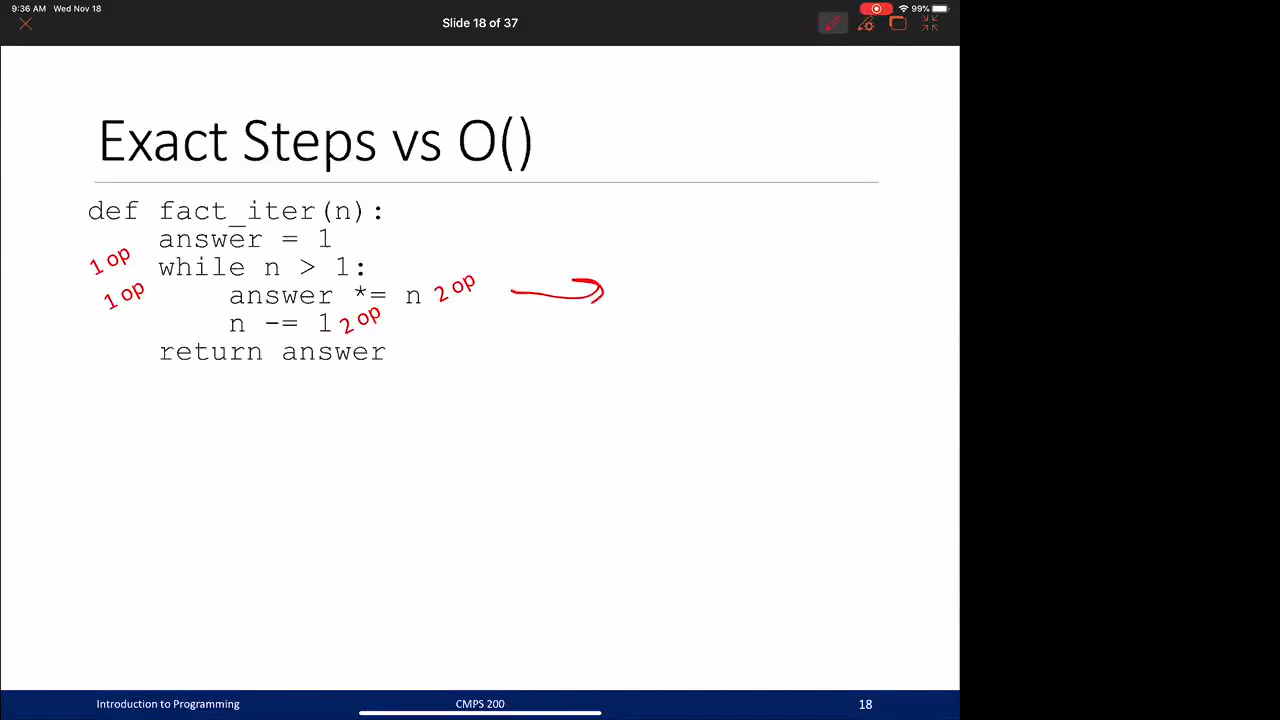 9:36 AM Wed Nov 18
99%
Slide 18 of 37
Exact Steps vs O()
def fact_iter(n):
answer = 1
1 op while n > 1:
1 op answer *= n 2 op
n -= 1 2 op
return answer
Introduction to Programming CMPS 200 18